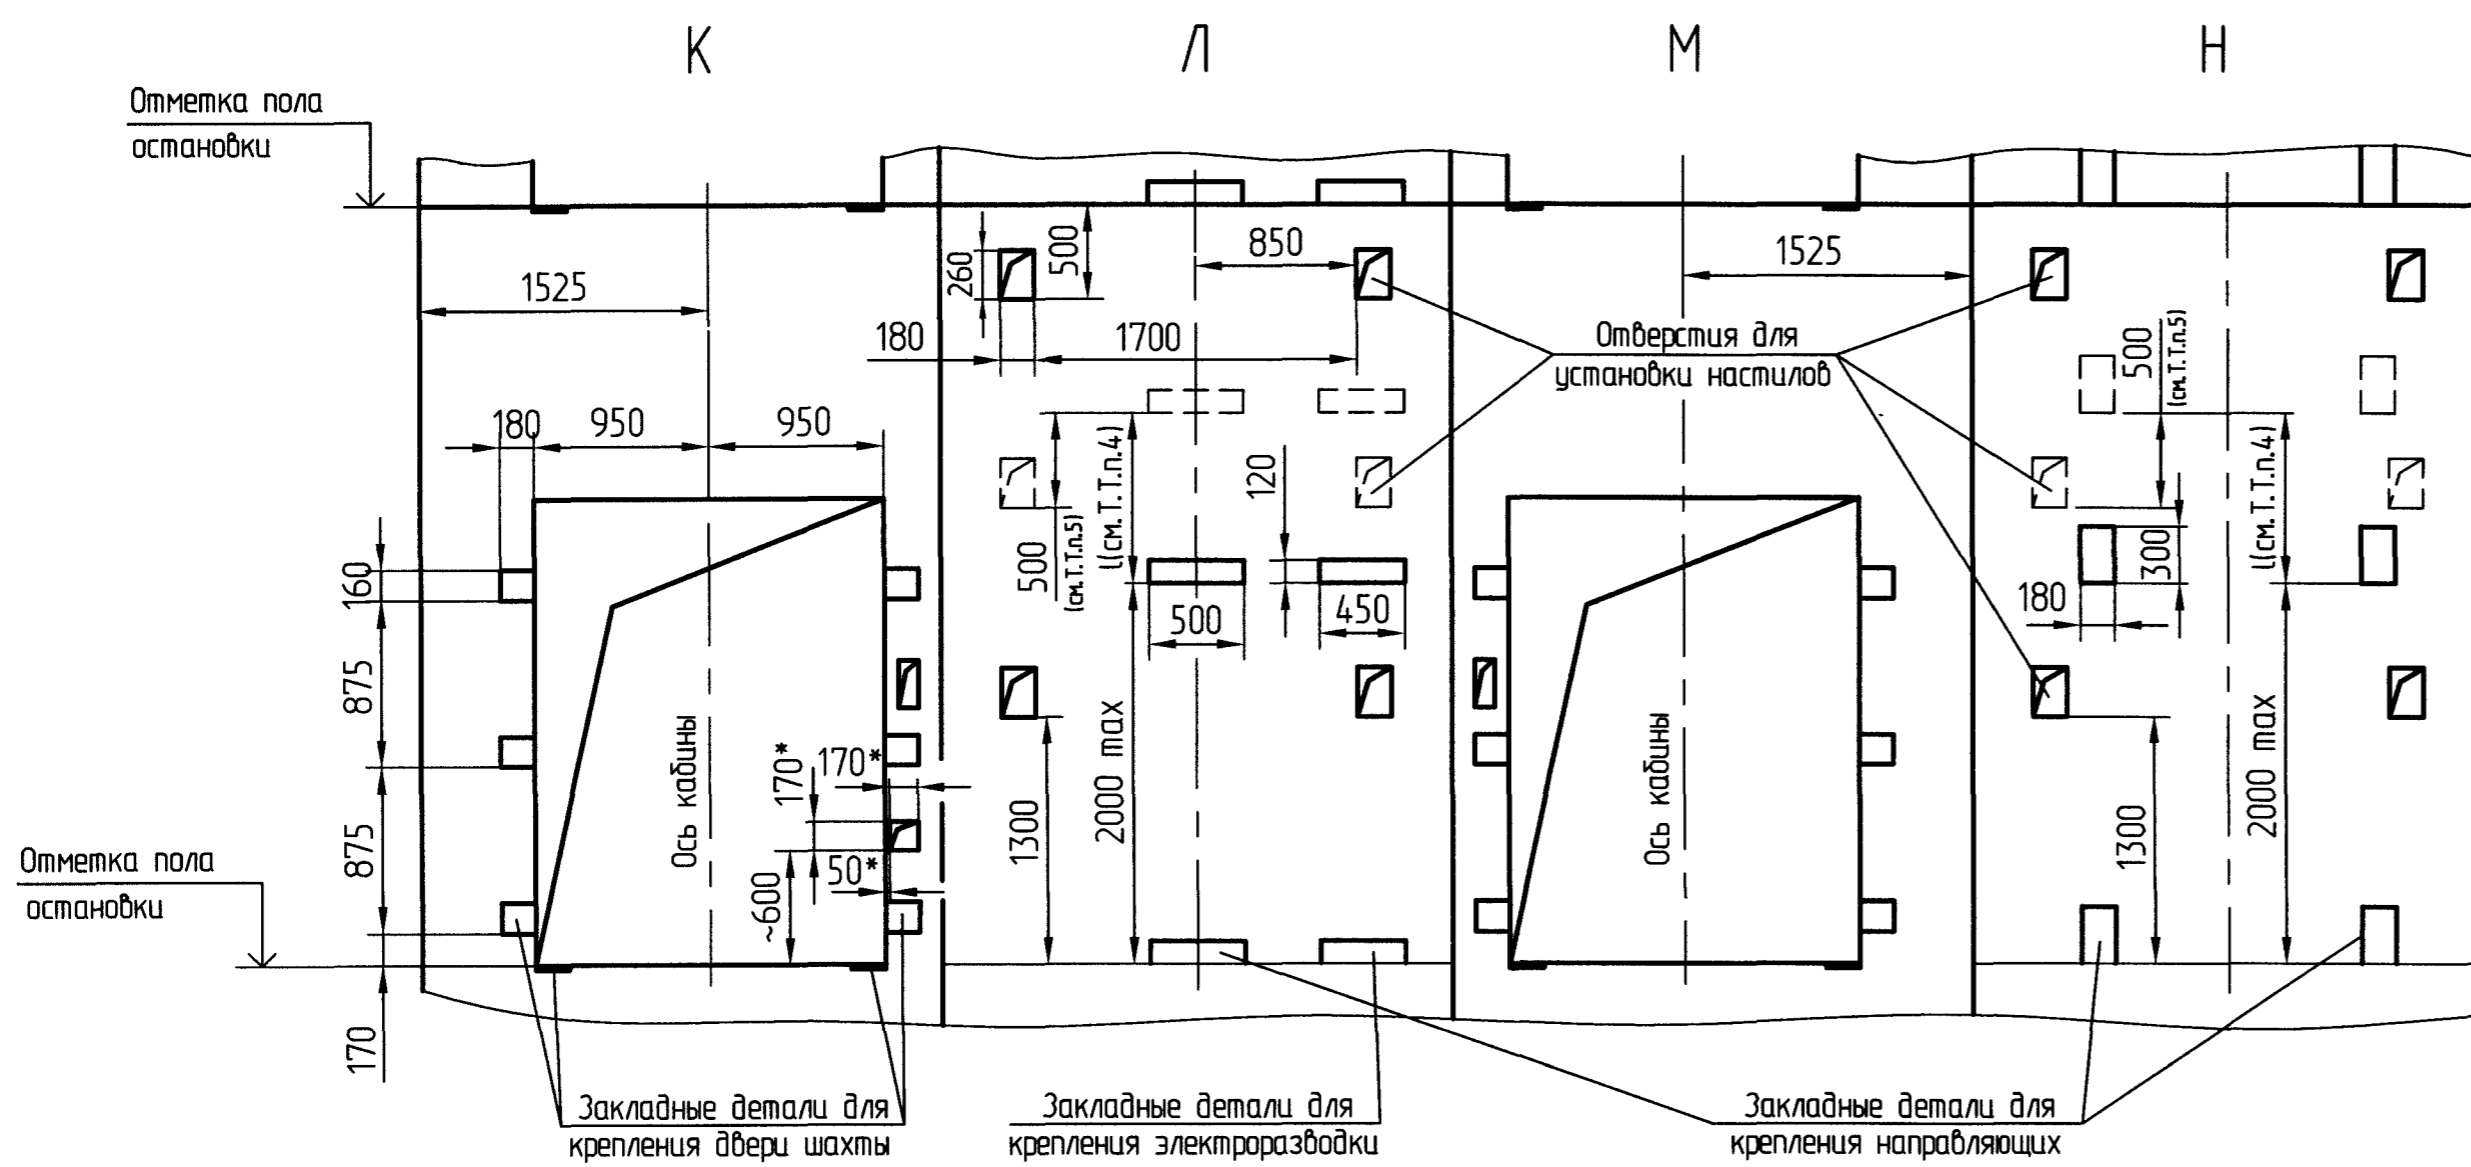 К
Л
М
Н
Отметка пола
остановки
1525
180
950
950
160
875
875
170
Отметка пола
остановки
Ось кабины
170*
170*
50*
~600
260
500
850
180
1700
500
(см.Т.Т.п.5)
l(см.Т.Т.п.4)
120
500
450
1300
2000 max
1525
Отверстия для
установки настилов
Ось кабины
500
(см.Т.Т.п.5)
l(см.Т.Т.п.4)
300
180
1300
2000 max
Закладные детали для
крепления двери шахты
Закладные детали для
крепления электроразводки
Закладные детали для
крепления направляющих